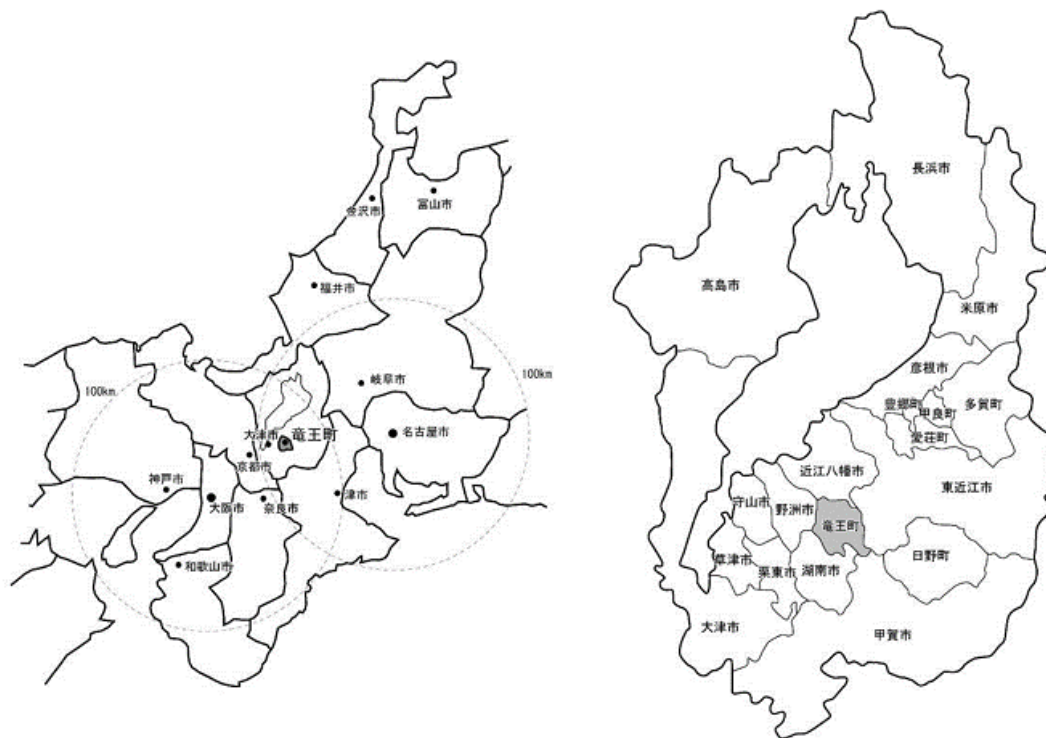 金沢市
富山市
福井市
100km
100km
岐阜市
名古屋市
大津市
竜王町
京都市
神戸市
大阪市
奈良市
津市
和歌山市
長浜市
高島市
米原市
彦根市
豊郷町
甲良町
多賀町
愛荘町
近江八幡市
東近江市
守山市
野洲市
竜王町
草津市
栗東市
湖南市
日野町
大津市
甲賀市